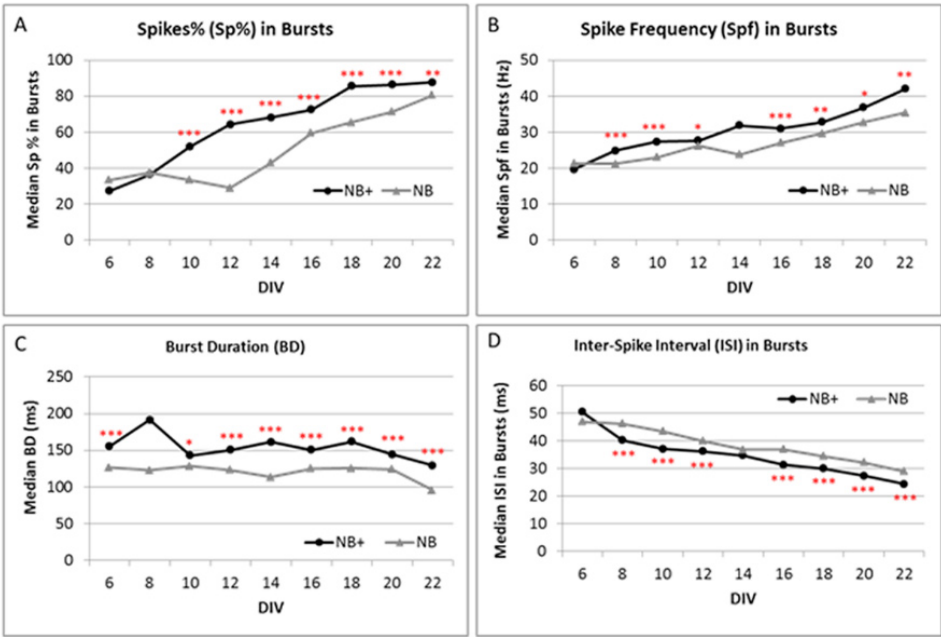 A
Spikes% (Sp%) in Bursts
Median Sp % in Bursts
100
80
60
40
20
0
*** *** *** *** *** *** **
NB+ NB
6 8 10 12 14 16 18 20 22
DIV
B
Spike Frequency (Spf) in Bursts
Median Spf in Bursts (Hz)
50
40
30
20
10
0
*** *** * *** ** * **
NB+ NB
6 8 10 12 14 16 18 20 22
DIV
C
Burst Duration (BD)
Median BD (ms)
250
200
150
100
50
0
*** * *** *** *** *** *** ***
NB+ NB
6 8 10 12 14 16 18 20 22
DIV
D
Inter-Spike Interval (ISI) in Bursts
Median ISI in Bursts (ms)
60
50
40
30
20
10
0
NB+ NB
*** *** *** *** *** *** ***
6 8 10 12 14 16 18 20 22
DIV